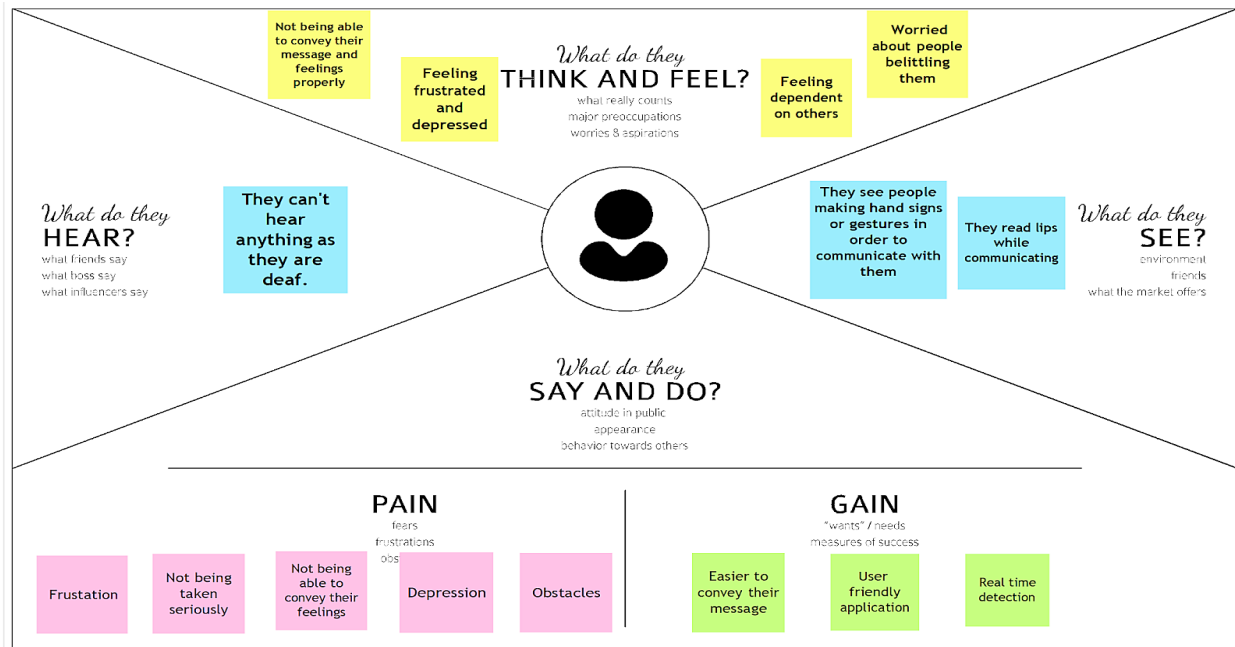 Not being able
to convey their
message and
feelings
properly
Feeling
frustrated
and
depressed
What do they
THINK AND FEEL?
what really counts
major preoccupations
worries & aspirations
Feeling
dependent
on others
Worried
about people
belittling
them
What do they
HEAR?
what friends say
what boss say
what influencers say
They can't
hear
anything as
they are
deaf.
They see people
making hand signs
or gestures in
order to
communicate with
them
They read lips
while
communicating
What do they
SEE?
environment
friends
what the market offers
What do they
SAY AND DO?
attitude in public
appearance
behavior towards others
PAIN
fears
frustrations
Frustation
Not being
taken
seriously
Not being
able to
convey their
feelings
Depression
Obstacles
GAIN
"wants" / needs
measures of success
Easier to
convey their
message
User
friendly
application
Real time
detection